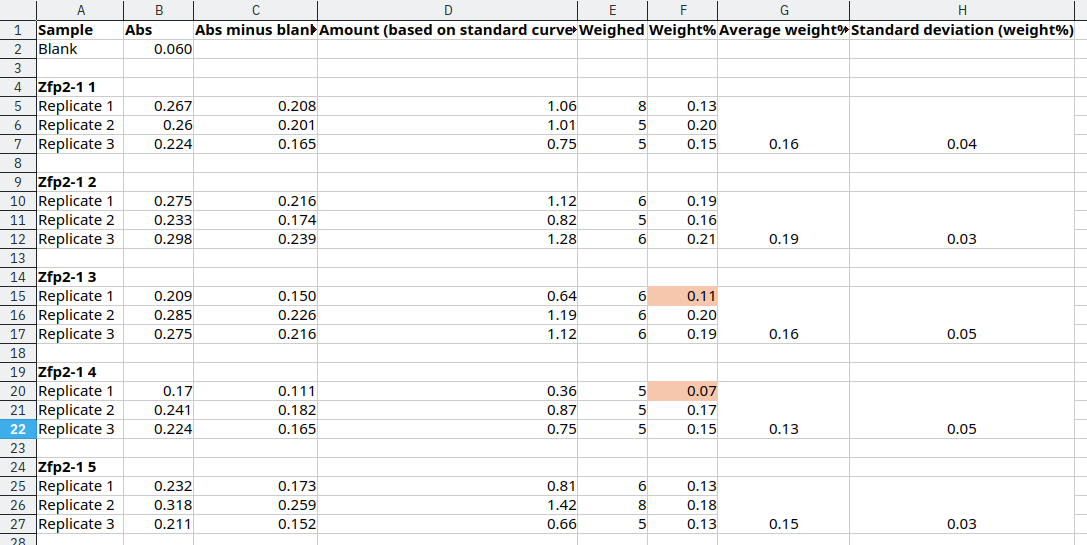 A B C D E F G H
1 Sample Abs Abs minus blank Amount (based on standard curve Weighed Weight% Average weight% Standard deviation (weight%)
2 Blank 0.060
3
4 Zfp2-1 1
5 Replicate 1 0.267 0.208 1.06 8 0.13
6 Replicate 2 0.26 0.201 1.01 5 0.20
7 Replicate 3 0.224 0.165 0.75 5 0.15 0.16 0.04
8
9 Zfp2-1 2
10 Replicate 1 0.275 0.216 1.12 6 0.19
11 Replicate 2 0.233 0.174 0.82 5 0.16
12 Replicate 3 0.298 0.239 1.28 6 0.21 0.19 0.03
13
14 Zfp2-1 3
15 Replicate 1 0.209 0.150 0.64 6 0.11
16 Replicate 2 0.285 0.226 1.19 6 0.20
17 Replicate 3 0.275 0.216 1.12 6 0.19 0.16 0.05
18
19 Zfp2-1 4
20 Replicate 1 0.17 0.111 0.36 5 0.07
21 Replicate 2 0.241 0.182 0.87 5 0.17
22 Replicate 3 0.224 0.165 0.75 5 0.15 0.13 0.05
23
24 Zfp2-1 5
25 Replicate 1 0.232 0.173 0.81 6 0.13
26 Replicate 2 0.318 0.259 1.42 8 0.18
27 Replicate 3 0.211 0.152 0.66 5 0.13 0.15 0.03
28